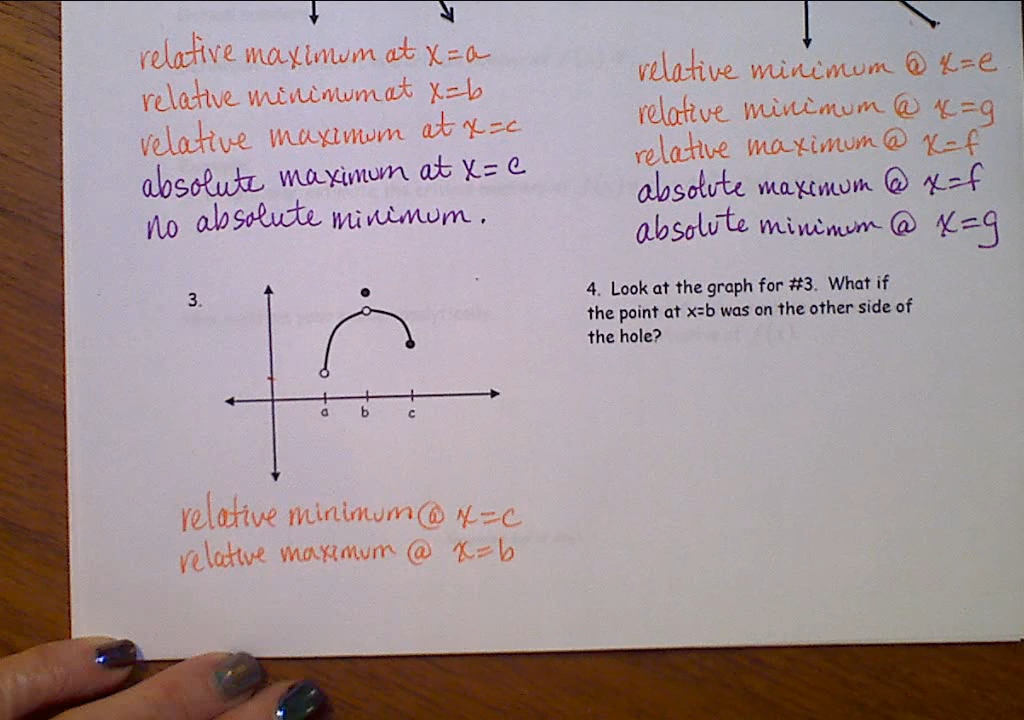 relative maximum at x=a
relative minimum at x=b
relative maximum at x=c
absolute maximum at x=c
no absolute minimum.
relative minimum @ x=e
relative minimum @ x=g
relative maximum @ x=f
absolute maximum @ x=f
absolute minimum @ x=g
3.
a b c
relative minimum @ x=c
relative maximum @ x=b
4. Look at the graph for #3. What if
the point at x=b was on the other side of
the hole?